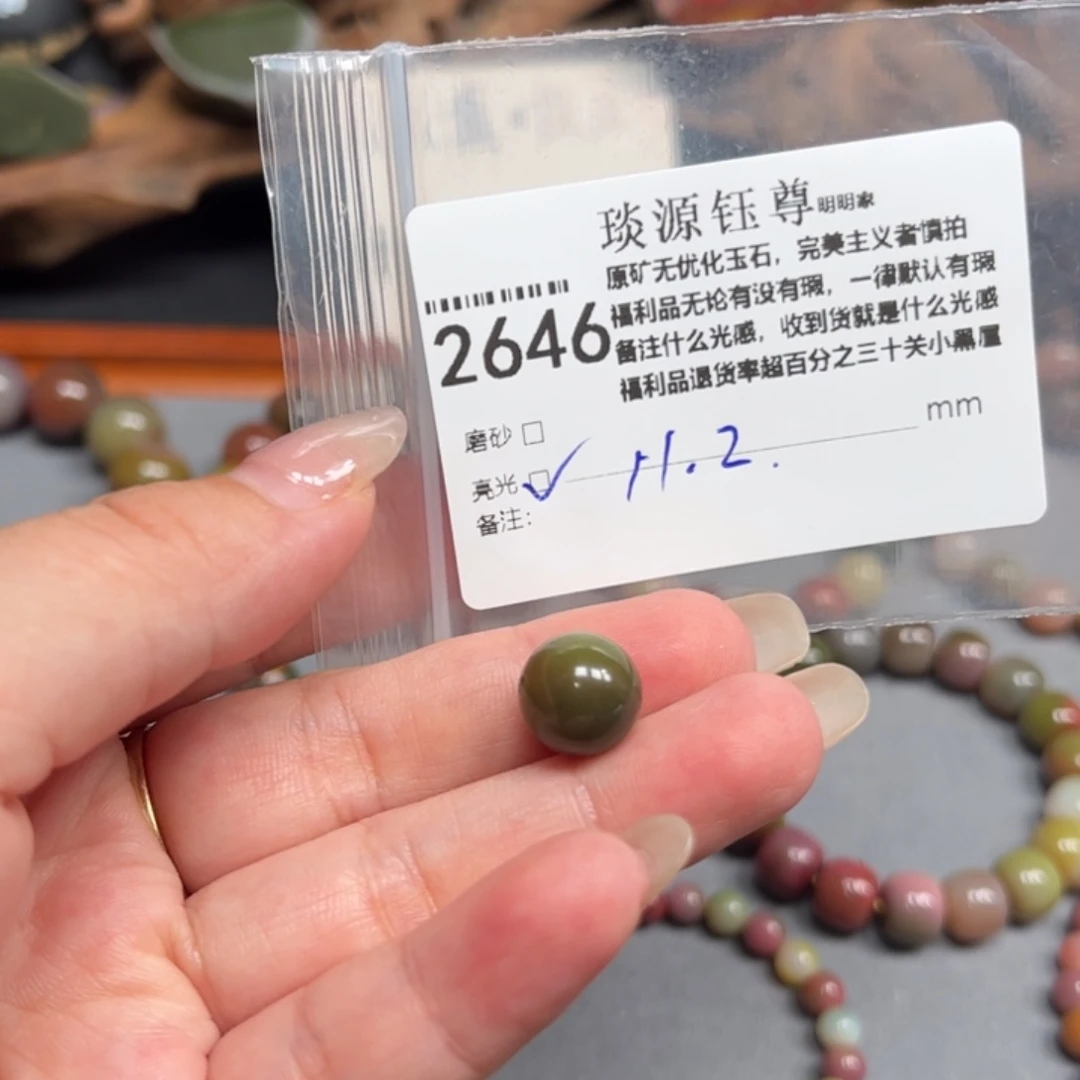 琰源钰尊明明家
原矿无优化玉石，完美主义者慎拍
福利品无论有没有瑕，一律默认有瑕
2646
备注什么光感，收到货就是什么光感
福利品退货率超百分之三十关小黑屋
磨砂 □ mm
亮光 ☑ 11.2.
备注: